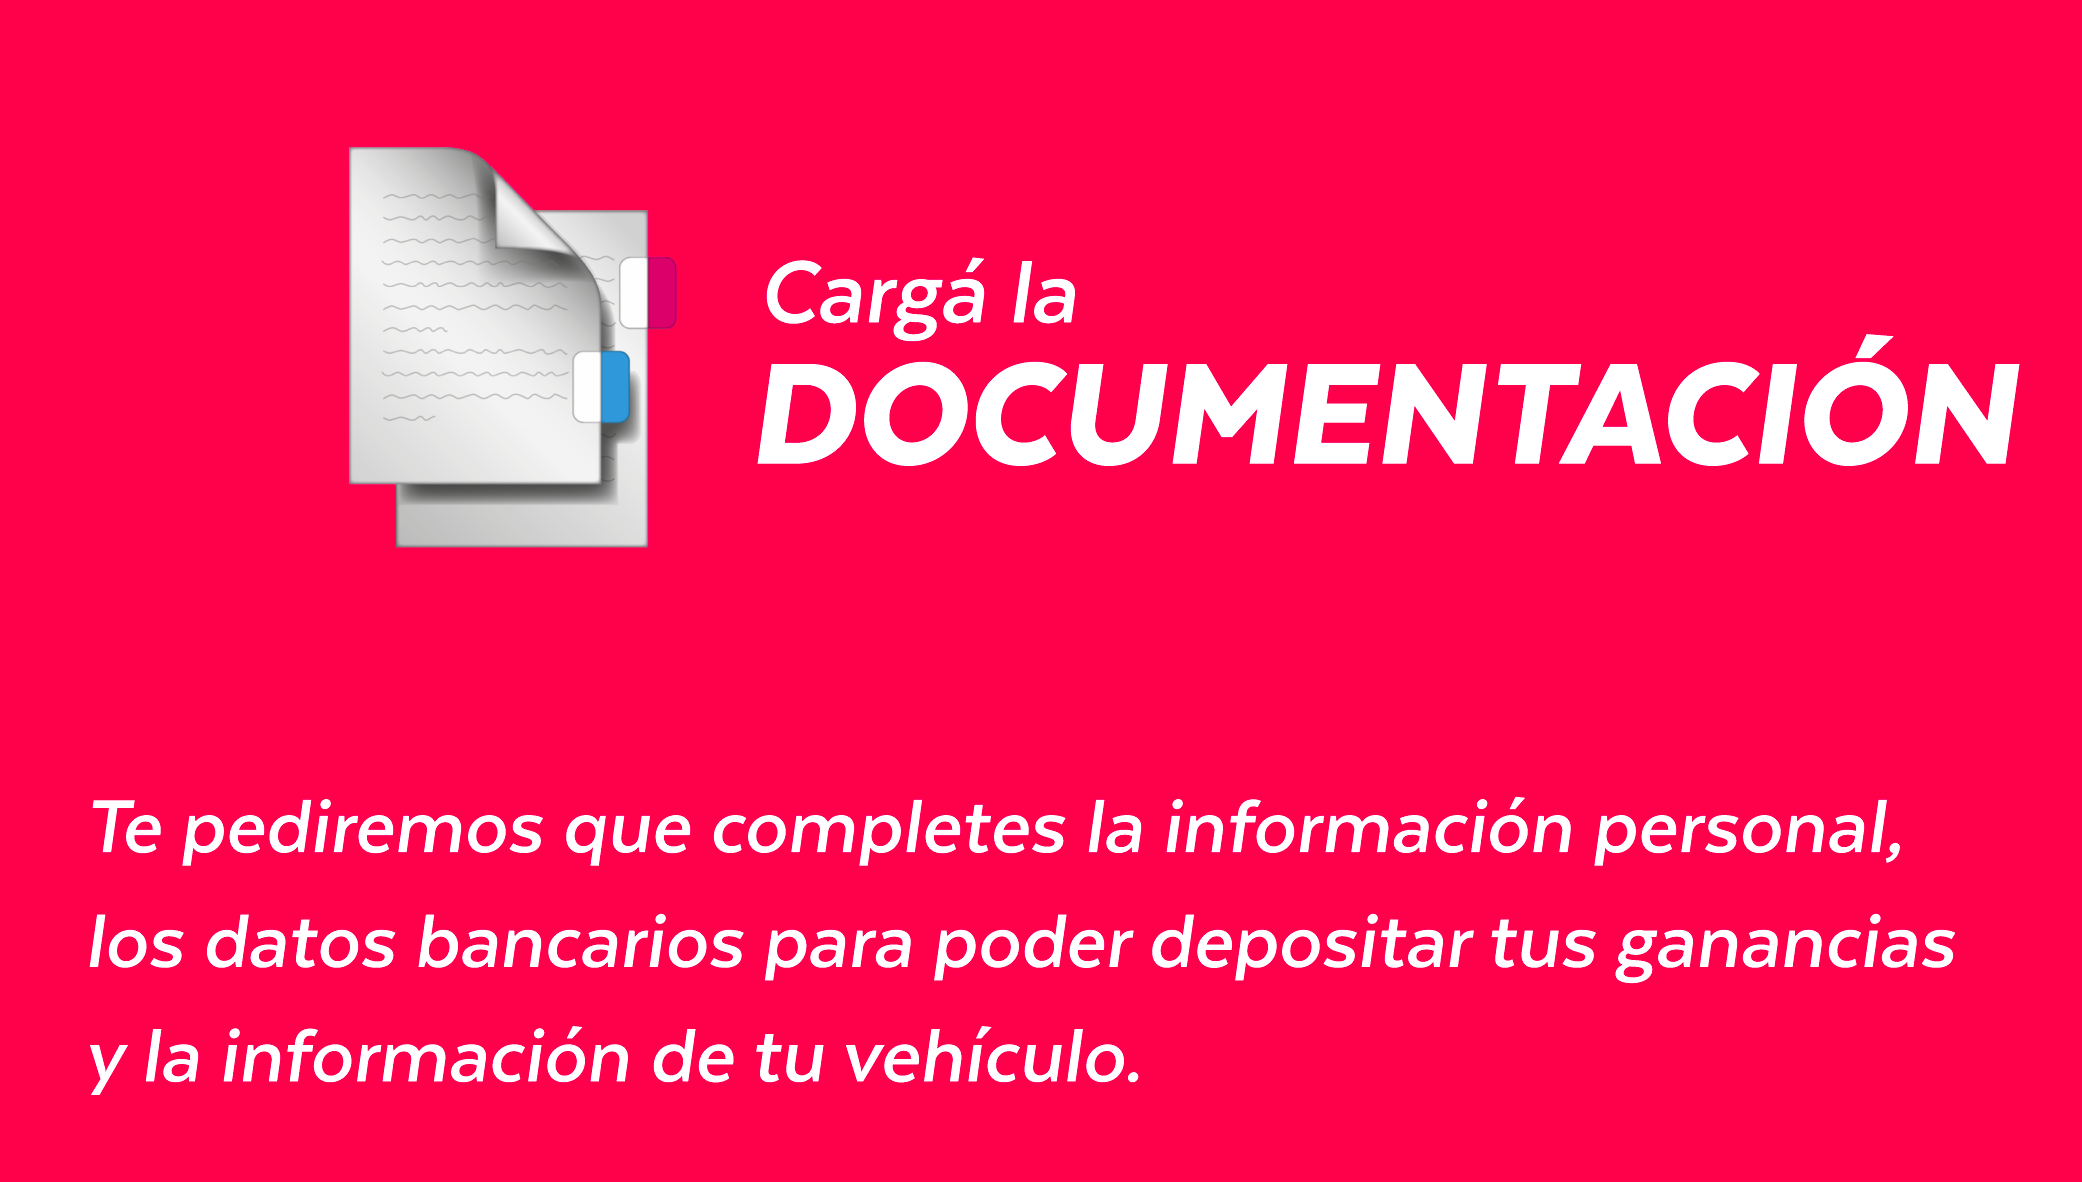 Cargá la
DOCUMENTACIÓN
Te pediremos que completes la información personal,
los datos bancarios para poder depositar tus ganancias
y la información de tu vehículo.